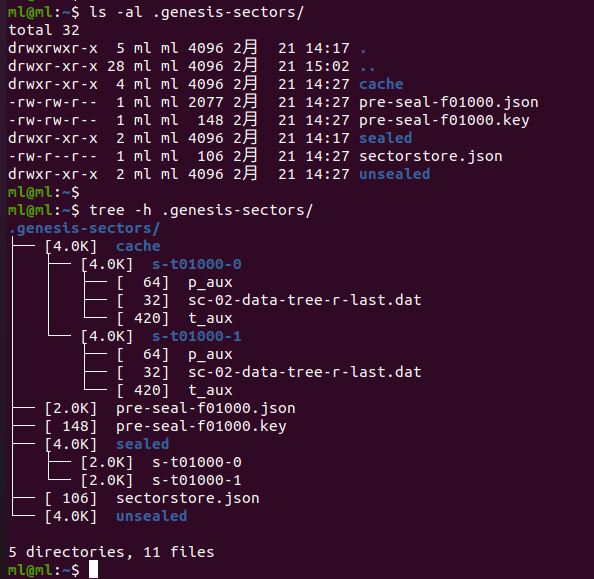 ml@ml:~$ ls -al .genesis-sectors/
total 32
drwxrwxr-x  5 ml ml 4096 2月  21 14:17 .
drwxr-xr-x 28 ml ml 4096 2月  21 15:02 ..
drwxr-xr-x  4 ml ml 4096 2月  21 14:27 cache
-rw-rw-r--  1 ml ml 2077 2月  21 14:27 pre-seal-f01000.json
-rw-rw-r--  1 ml ml  148 2月  21 14:27 pre-seal-f01000.key
drwxr-xr-x  2 ml ml 4096 2月  21 14:17 sealed
-rw-r--r--  1 ml ml  106 2月  21 14:27 sectorstore.json
drwxr-xr-x  2 ml ml 4096 2月  21 14:27 unsealed
ml@ml:~$
ml@ml:~$ tree -h .genesis-sectors/
.genesis-sectors/
├── [4.0K]  cache
│   ├── [4.0K]  s-t01000-0
│   │   ├── [  64]  p_aux
│   │   ├── [  32]  sc-02-data-tree-r-last.dat
│   │   └── [ 420]  t_aux
│   └── [4.0K]  s-t01000-1
│       ├── [  64]  p_aux
│       ├── [  32]  sc-02-data-tree-r-last.dat
│       └── [ 420]  t_aux
├── [2.0K]  pre-seal-f01000.json
├── [ 148]  pre-seal-f01000.key
├── [4.0K]  sealed
│   ├── [2.0K]  s-t01000-0
│   └── [2.0K]  s-t01000-1
├── [ 106]  sectorstore.json
└── [4.0K]  unsealed

5 directories, 11 files
ml@ml:~$